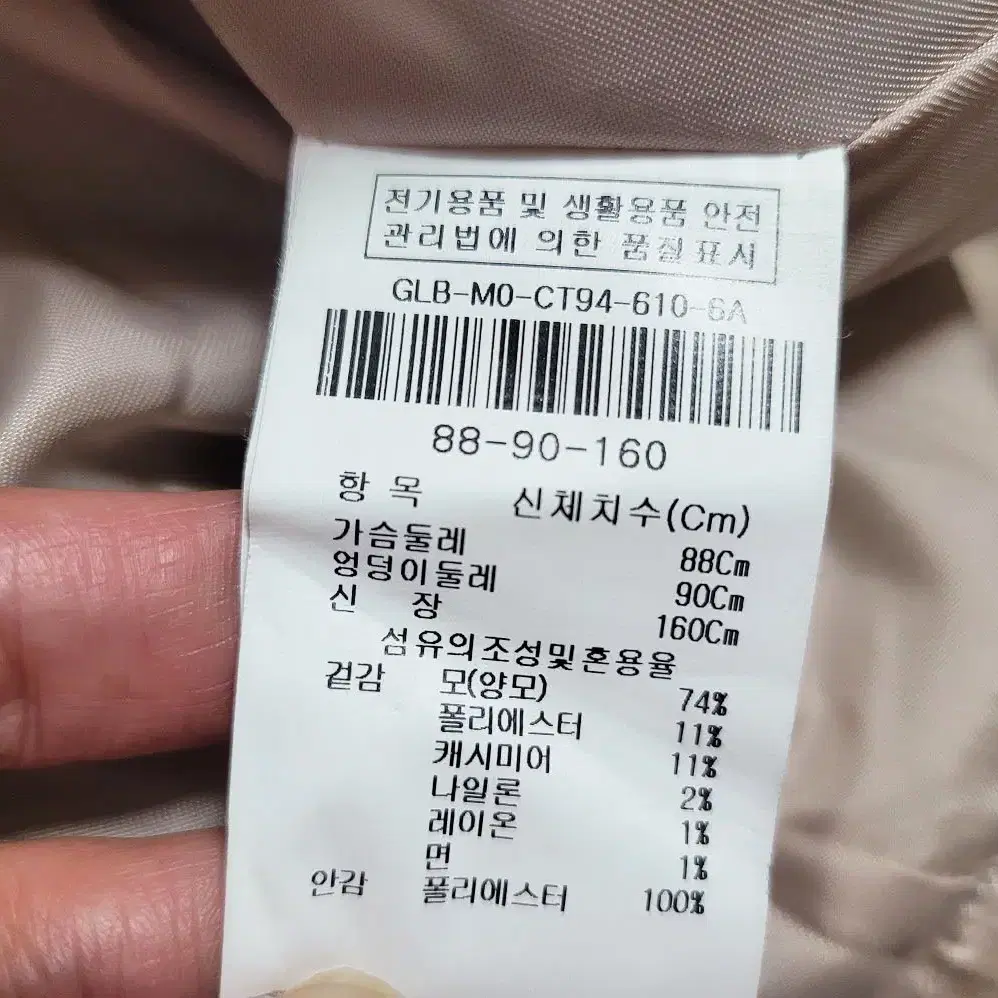 전기용품 및 생활용품 안전
관리법에 의한 품질표시
GLB-MO-CT94-610-6A
88-90-160
항 목 신체치수(Cm)
가슴둘레 88Cm
엉덩이둘레 90Cm
신 장 160Cm
섬유의조성및혼용율
겉감 모(양모) 74%
폴리에스터 11%
캐시미어 11%
나일론 2%
레이온 1%
면 1%
안감 폴리에스터 100%